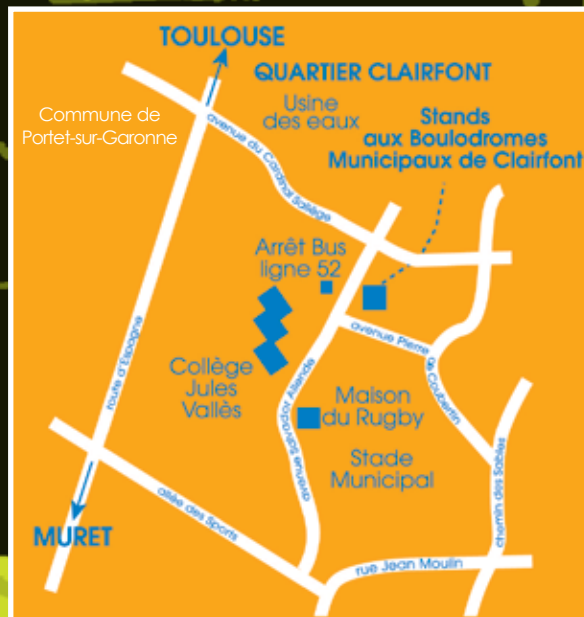 TOULOUSE
QUARTIER CLAIRFONT
Commune de
Portet-sur-Garonne
Usine
des eaux
Stands
aux Boulodromes
Municipaux de Clairfont
avenue du Cardinal Saliège
Arrêt Bus
ligne 52
avenue Pierre de Coubertin
route d'Espagne
Collège
Jules
Vallès
avenue Salvador Allende
Maison
du Rugby
Stade
Municipal
chemin des Sables
allée des Sports
MURET
rue Jean Moulin